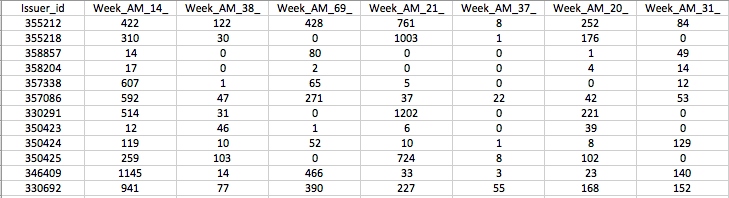 Issuer_id Week_AM_14_ Week_AM_38_ Week_AM_69_ Week_AM_21_ Week_AM_37_ Week_AM_20_ Week_AM_31_
355212 422 122 428 761 8 252 84
355218 310 30 0 1003 1 176 4
358857 14 0 80 0 0 1 49
358204 17 0 2 0 0 4 14
357338 607 1 65 5 0 0 12
357086 592 47 271 37 22 42 53
330291 514 31 0 1202 0 221 0
350423 12 46 1 6 0 39 0
350424 119 10 52 10 1 8 129
350425 259 103 0 724 8 102 0
346409 1145 14 466 33 3 23 140
330692 941 77 390 227 55 168 152